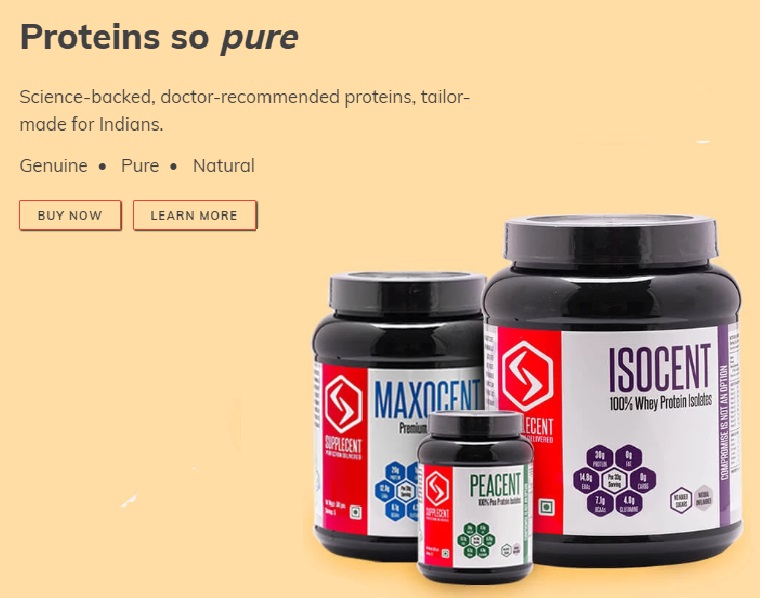 Proteins so pure
Science-backed, doctor-recommended proteins, tailor-
made for Indians.
Genuine • Pure • Natural
BUY NOW
LEARN MORE
ISOCENT
100% Whey Protein Isolates
COMPROMISE IS NOT AN OPTION
30g
PROTEIN
0g
FAT
14.8g
EAAs
Per 33g
Serving
0g
CARBS
7.1g
BCAAs
4.8g
GLUTAMINE
MAXOCENT
Premium
SUPPLECENT
PEACENT
100% Pea Protein Isolates
SUPPLECENT